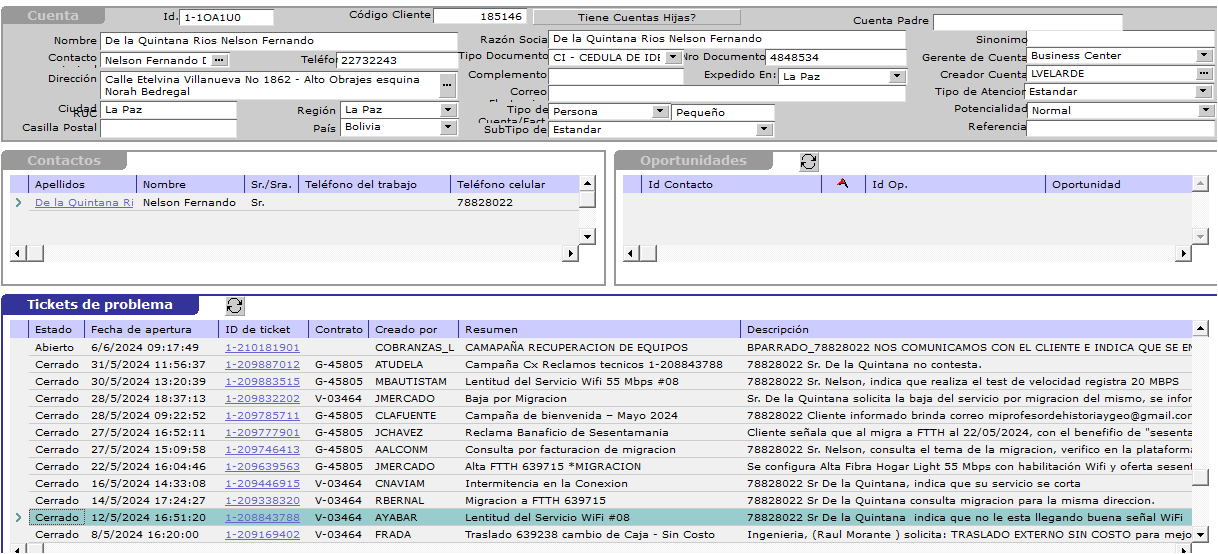 Cuenta Id. 1-1OA1U0 Código Cliente 185146 Tiene Cuentas Hijas? Cuenta Padre
Nombre De la Quintana Rios Nelson Fernando Razón Socia De la Quintana Rios Nelson Fernando Sinonimo
Contacto Nelson Fernando D Teléfor 22732243 Tipo Documento CI - CEDULA DE IDE Nro Documento 4848534 Gerente de Cuenta Business Center
Dirección Calle Etelvina Villanueva No 1862 - Alto Obrajes esquina Norah Bedregal Complemento Expedido En: La Paz Creador Cuenta LVELARDE
Correo Tipo de Atencion Estandar
Ciudad La Paz Región La Paz Tipo de Persona Pequeño Potencialidad Normal
RUC Cuenta/Fact
Casilla Postal País Bolivia SubTipo de Estandar Referencia
Contactos
Apellidos Nombre Sr./Sra. Teléfono del trabajo Teléfono celular
De la Quintana Ri Nelson Fernando Sr. 78828022
Oportunidades
Id Contacto Id Op. Oportunidad
Tickets de problema
Estado Fecha de apertura ID de ticket Contrato Creado por Resumen Descripción
Abierto 6/6/2024 09:17:49 1-210181901 COBRANZAS_L CAMAPAÑA RECUPERACION DE EQUIPOS BPARRADO_78828022 NOS COMUNICAMOS CON EL CLIENTE E INDICA QUE SE EN
Cerrado 31/5/2024 11:56:37 1-209887012 G-45805 ATUDELA Campaña Cx Reclamos tecnicos 1-208843788 78828022 Sr. De la Quintana no contesta.
Cerrado 30/5/2024 13:20:39 1-209883515 G-45805 MBAUTISTAM Lentitud del Servicio Wifi 55 Mbps #08 78828022 Sr. Nelson, indica que realiza el test de velocidad registra 20 MBPS
Cerrado 28/5/2024 18:37:13 1-209832202 V-03464 JMERCADO Baja por Migracion Sr. De la Quintana solicita la baja del servicio por migracion del mismo, se infor
Cerrado 28/5/2024 09:22:52 1-209785711 G-45805 CLAFUENTE Campaña de bienvenida – Mayo 2024 78828022 Cliente informado brinda correo miprofesordehistoriaygeo@gmail.cor
Cerrado 27/5/2024 16:52:11 1-209777901 G-45805 JCHAVEZ Reclama Banaficio de Sesentamania Cliente señala que al migra a FTTH al 22/05/2024, con el benefifio de "sesenta
Cerrado 27/5/2024 15:09:58 1-209746413 G-45805 AALCONM Consulta por facturacion de migracion 78828022 Sr. Nelson, consulta el tema de la migracion, verifico en la plataforma
Cerrado 22/5/2024 16:04:46 1-209639563 G-45805 JMERCADO Alta FTTH 639715 *MIGRACION Se configura Alta Fibra Hogar Light 55 Mbps con habilitación Wifi y oferta sesent
Cerrado 16/5/2024 14:33:08 1-209446915 V-03464 CNAVIAM Intermitencia en la Conexion 78828022 Sr De la Quintana, indica que su servicio se corta
Cerrado 14/5/2024 17:24:27 1-209338320 V-03464 RBERNAL Migracion a FTTH 639715 78828022 Sr De la Quintana consulta migracion para la misma direccion.
Cerrado 12/5/2024 16:51:20 1-208843788 V-03464 AYABAR Lentitud del Servicio WiFi #08 78828022 Sr De la Quintana indica que no le esta llegando buena señal WiFi
Cerrado 8/5/2024 16:20:00 1-209169402 V-03464 FRADA Traslado 639238 cambio de Caja - Sin Costo Ingenieria, (Raul Morante ) solicita: TRASLADO EXTERNO SIN COSTO para mejo